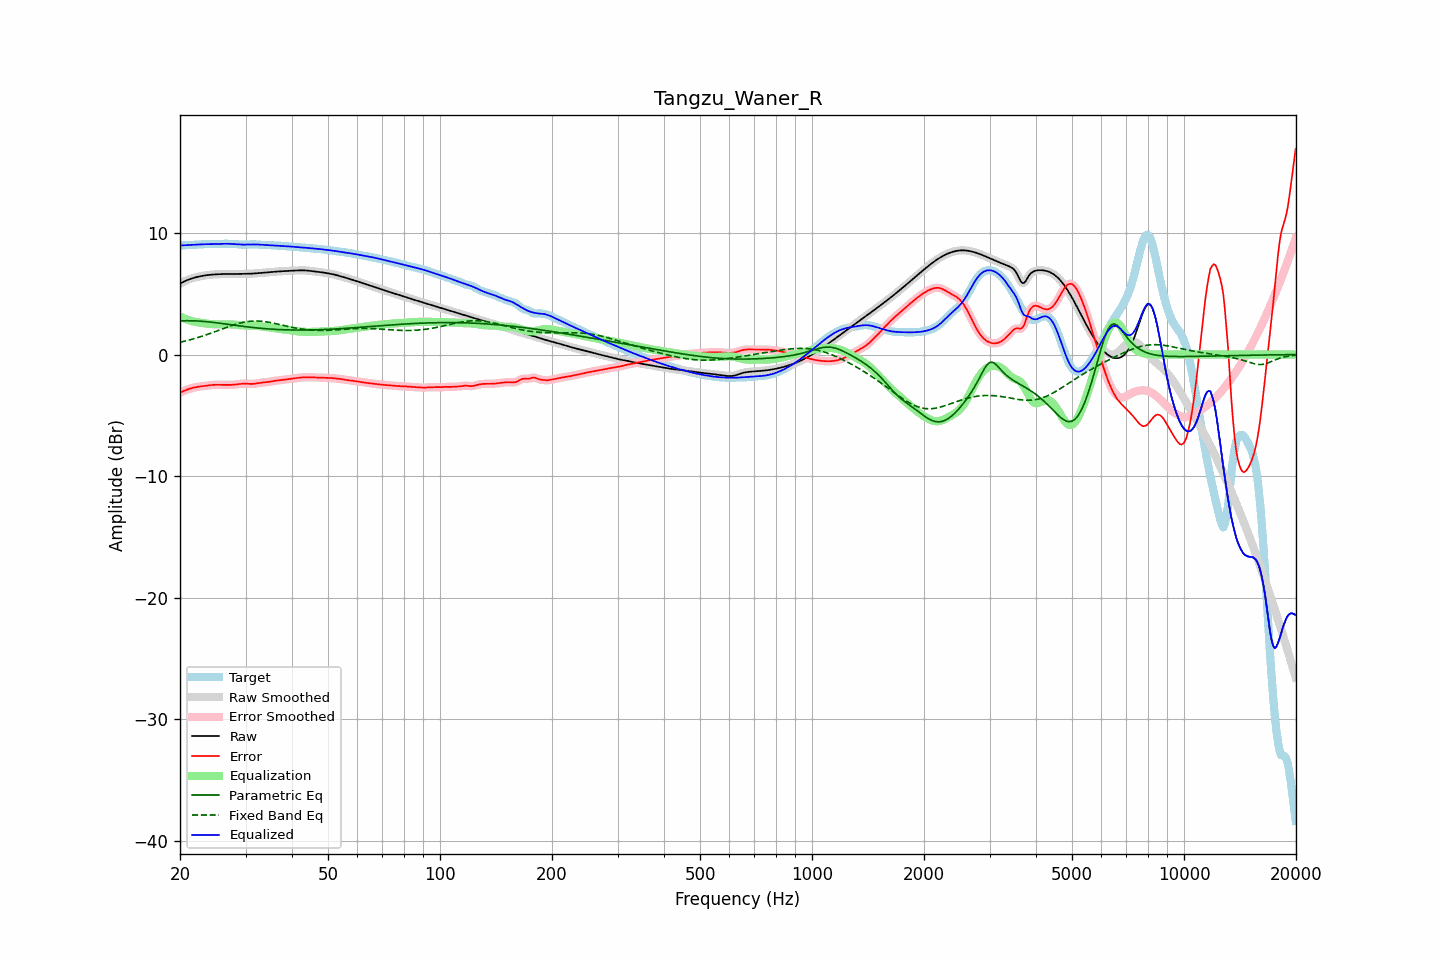 Tangzu_Waner_R
Amplitude (dBr)
10
0
−10
−20
−30
−40
Target
Raw Smoothed
Error Smoothed
Raw
Error
Equalization
Parametric Eq
Fixed Band Eq
Equalized
20
50
100
200
500
1000
2000
5000
10000
20000
Frequency (Hz)